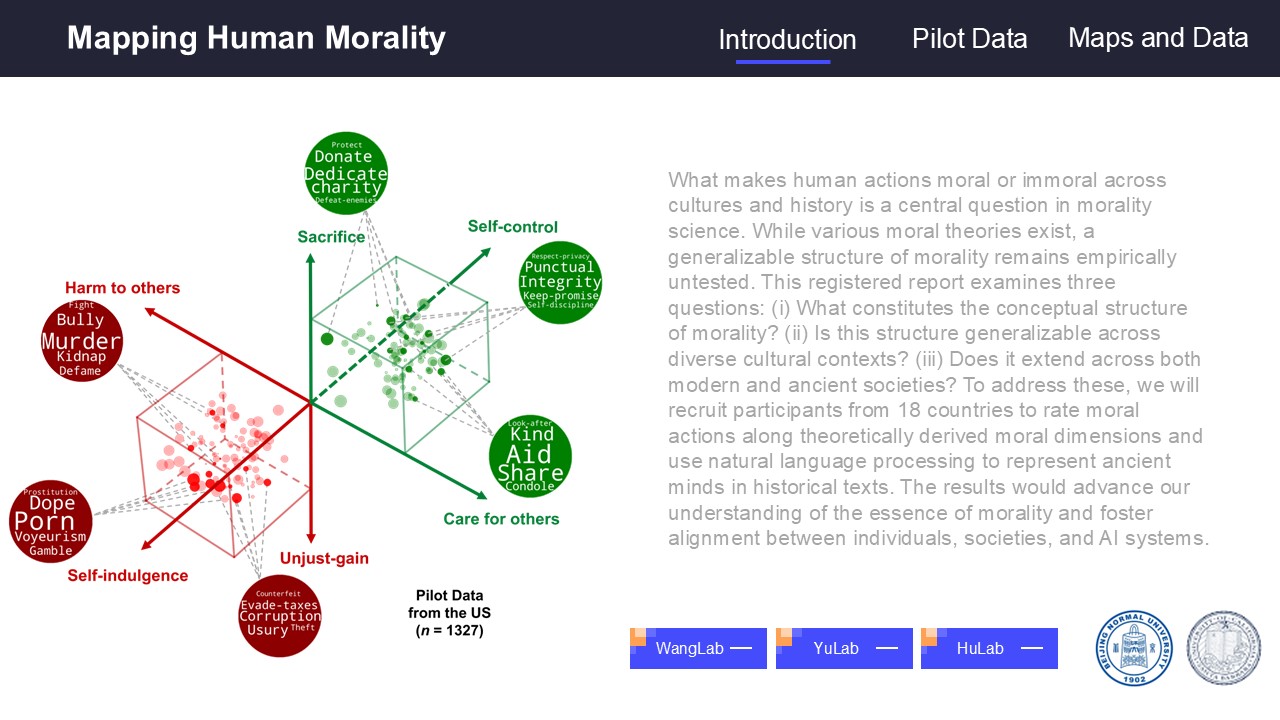 Mapping Human Morality
Introduction
Pilot Data
Maps and Data
Protect
Donate
Dedicate
charity
Defeat-enemies
Sacrifice
Self-control
Respect-privacy
Punctual
Integrity
Keep-promise
Self-discipline
Harm to others
Fight
Bully
Murder
Kidnap
Defame
Look-after
Kind
Aid
Share
Condole
Care for others
Prostitution
Dope
Porn
Voyeurism
Gamble
Self-indulgence
Unjust-gain
Counterfeit
Evade-taxes
Corruption
Usury Theft
Pilot Data
from the US
(n = 1327)
What makes human actions moral or immoral across
cultures and history is a central question in morality
science. While various moral theories exist, a
generalizable structure of morality remains empirically
untested. This registered report examines three
questions: (i) What constitutes the conceptual structure
of morality? (ii) Is this structure generalizable across
diverse cultural contexts? (iii) Does it extend across both
modern and ancient societies? To address these, we will
recruit participants from 18 countries to rate moral
actions along theoretically derived moral dimensions and
use natural language processing to represent ancient
minds in historical texts. The results would advance our
understanding of the essence of morality and foster
alignment between individuals, societies, and AI systems.
WangLab
YuLab
HuLab
BEIJING NORMAL UNIVERSITY
1902